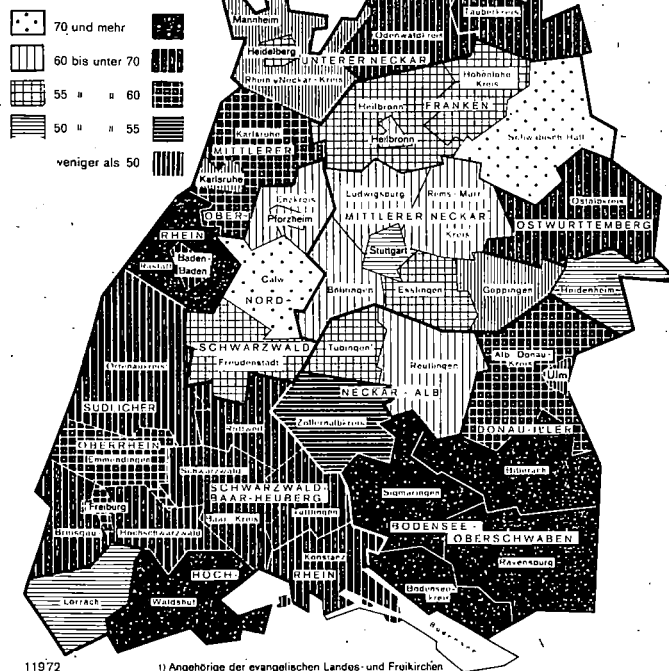 70 und mehr
60 bis unter 70
55 " " 60
50 " " 55
weniger als 50
Mannheim
Tauberkreis
Odenwaldkreis
Heidelberg
UNTERER NECKAR
Rhein-Neckar-Kreis
Hohenlohe
Kreis
Heilbronn
FRANKEN
Heilbronn
Schwäbisch Hall
Karlsruhe
MITTLERER
Karlsruhe
OBER-
RHEIN
Enzkreis
Pforzheim
Ludwigsburg
Rems-Murr
MITTLERER NECKAR
Kreis
Ostalbkreis
OSTWÜRTTEMBERG
Stuttgart
Baden-
Baden
Rastatt
Calw
NORD-
Böblingen
Esslingen
Göppingen
Heidenheim
SCHWARZWALD
Freudenstadt
Tübingen
Reutlingen
Alb Donau-
Kreis
Ulm
Ortenaukreis
NECKAR - ALB
SÜDLICHER
Zollernalbkreis
Rottweil
DONAU-ILLER
OBERRHEIN
Emmendingen
Schwarzwald
SCHWARZWALD-
BAAR-HEUBERG
Biberach
Sigmaringen
Freiburg
Baar Kreis
Tuttlingen
BODENSEE -
OBERSCHWABEN
Breisgau
Hochschwarzwald
Konstanz
Ravensburg
HOCH-
RHEIN
Bodensee-
kreis
Lörrach
Waldshut
Bodensee
11972
1) Angehörige der evangelischen Landes- und Freikirchen